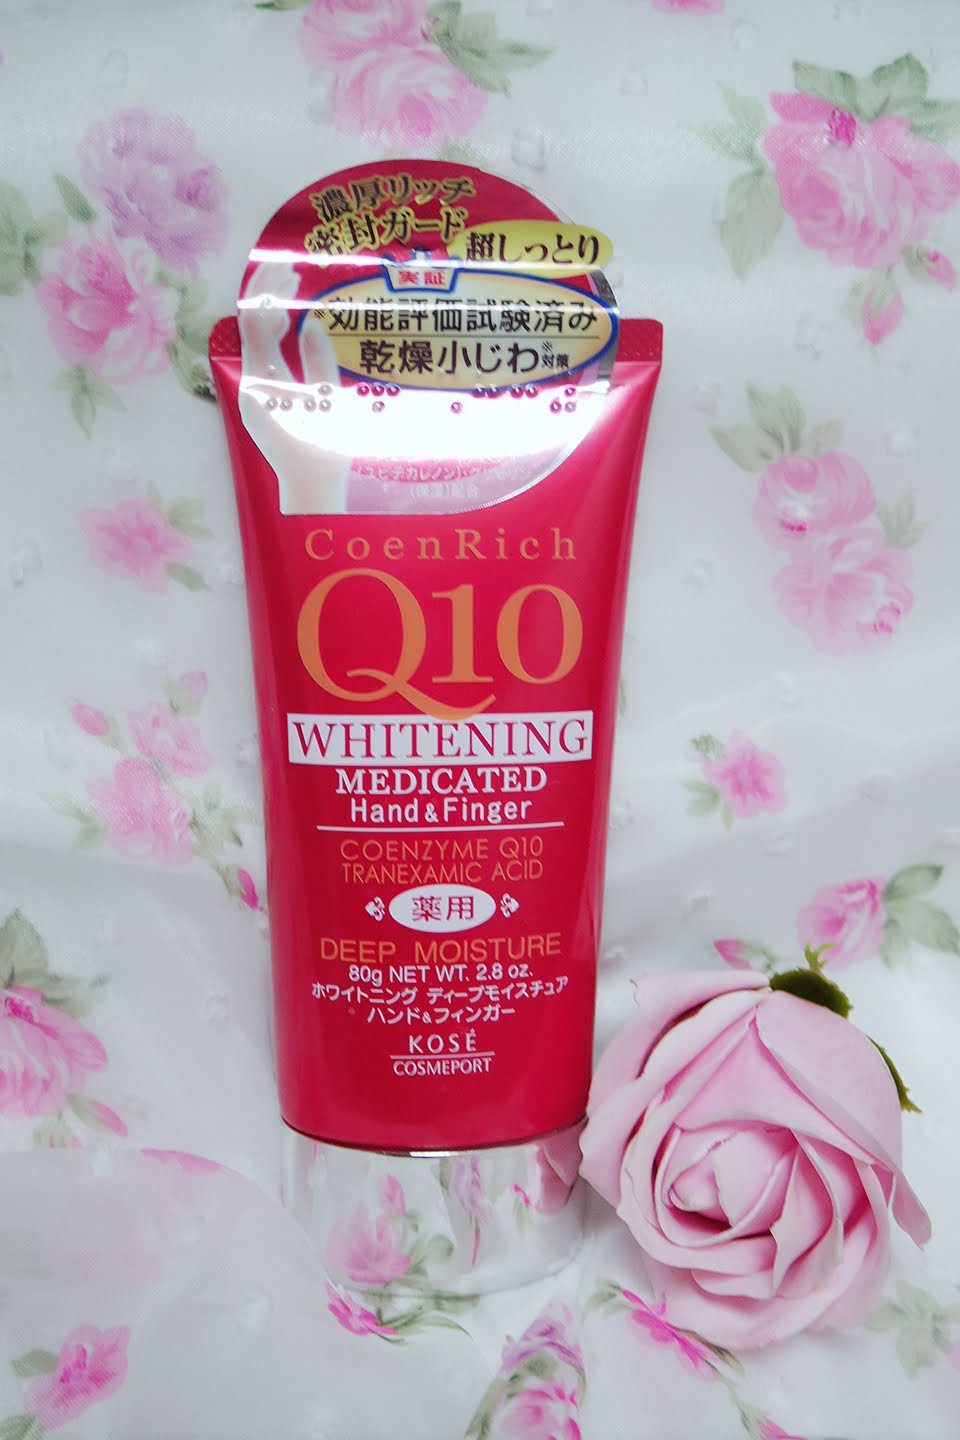 濃厚リッチ
密封ガード
超しっとり
実証
※効能評価試験済み
乾燥小じわ※対策
(保湿)配合
CoenRich
Q10
WHITENING
MEDICATED
Hand&Finger
COENZYME Q10
TRANEXAMIC ACID
薬用
DEEP MOISTURE
80g NET WT. 2.8 oz.
ホワイトニング ディープモイスチュア
ハンド&フィンガー
KOSÉ
COSMEPORT